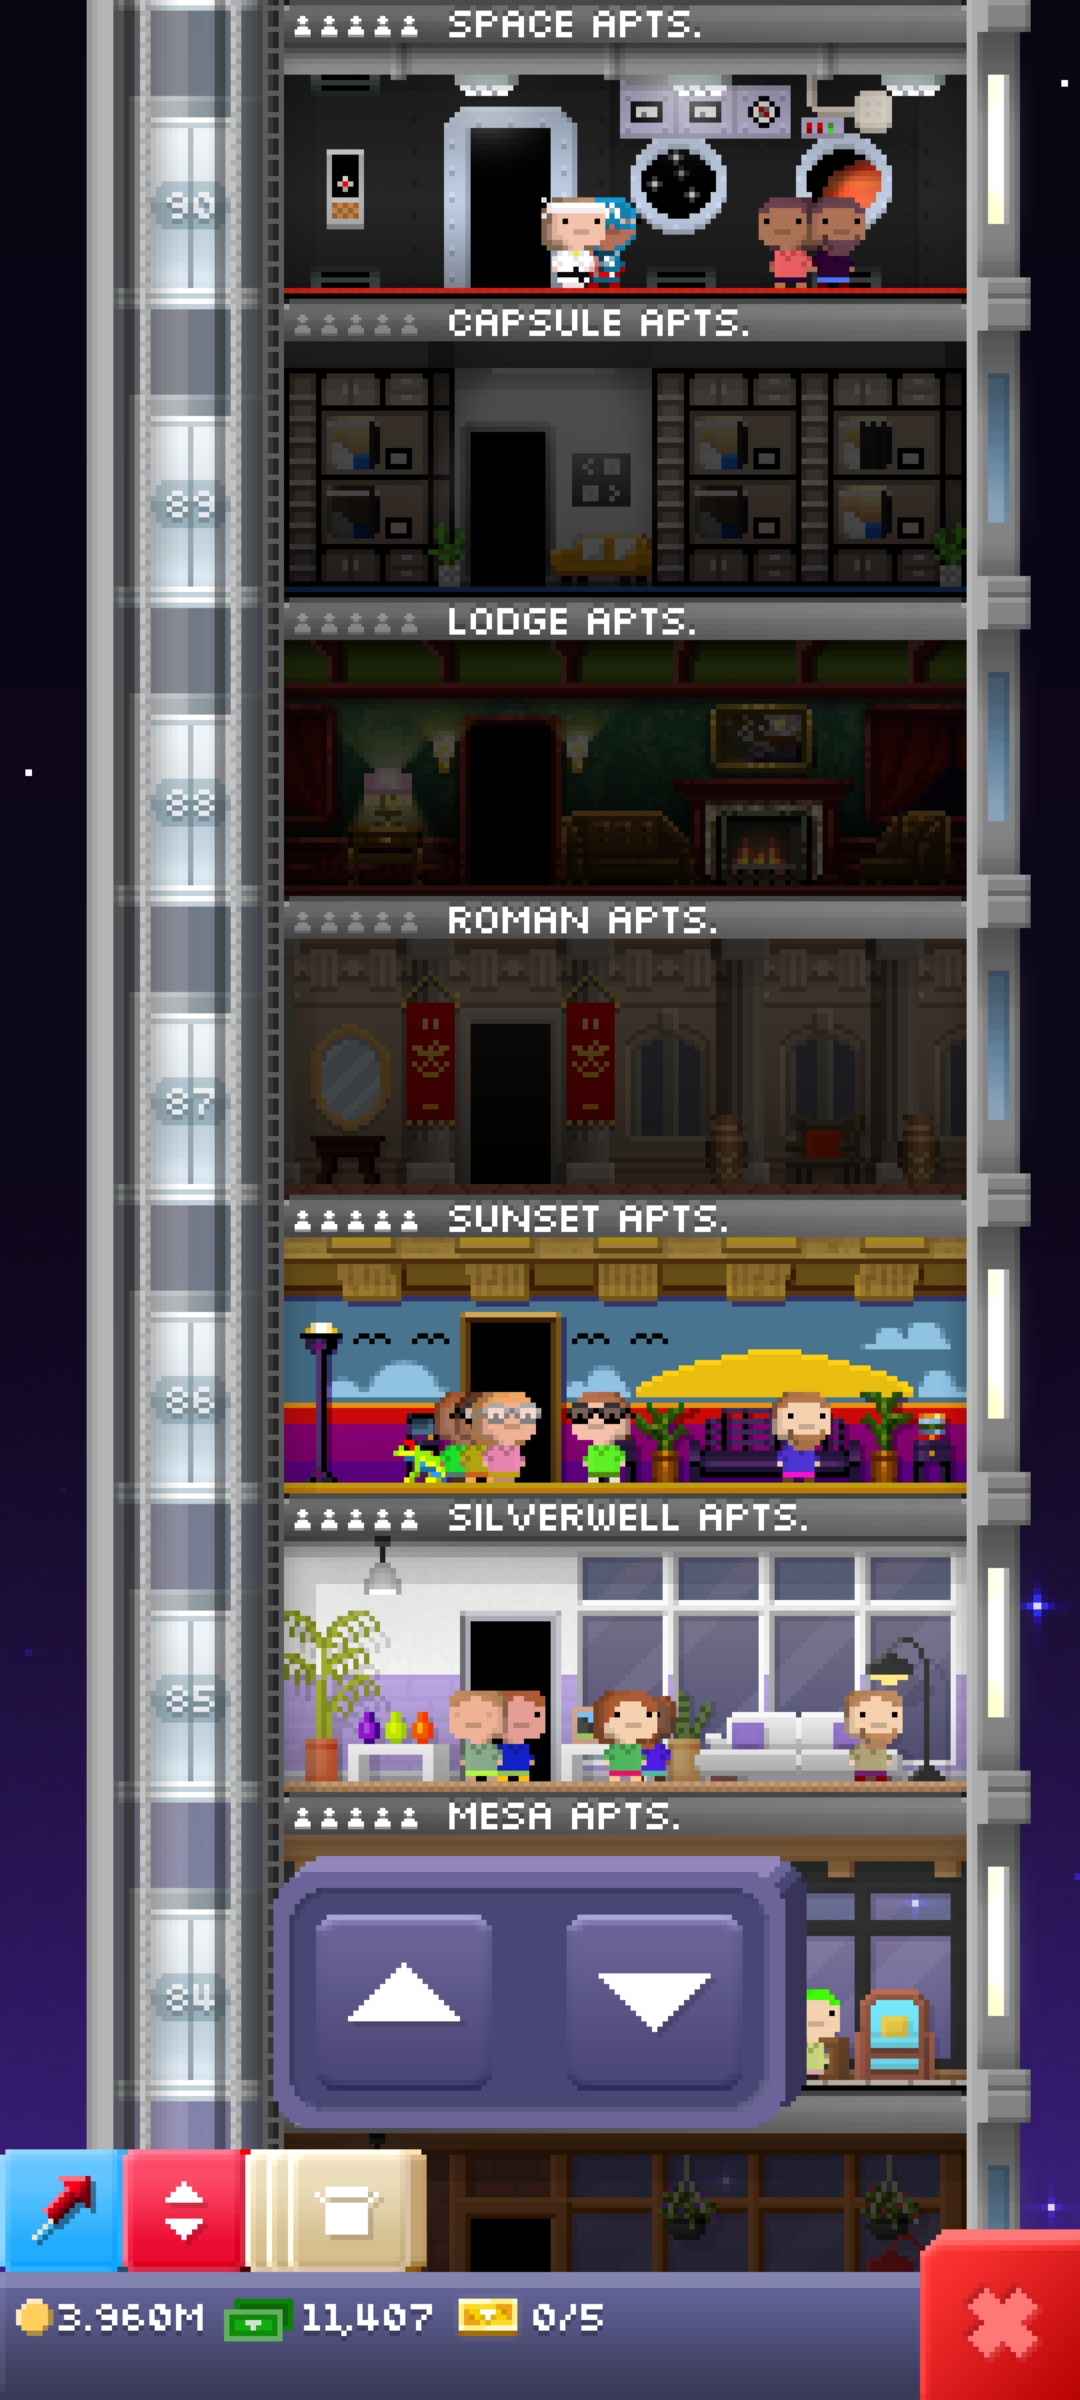 SPACE APTS.
90
CAPSULE APTS.
89
LODGE APTS.
88
ROMAN APTS.
87
SUNSET APTS.
86
SILVERWELL APTS.
85
MESA APTS.
84
3.960M 11,407 0/5